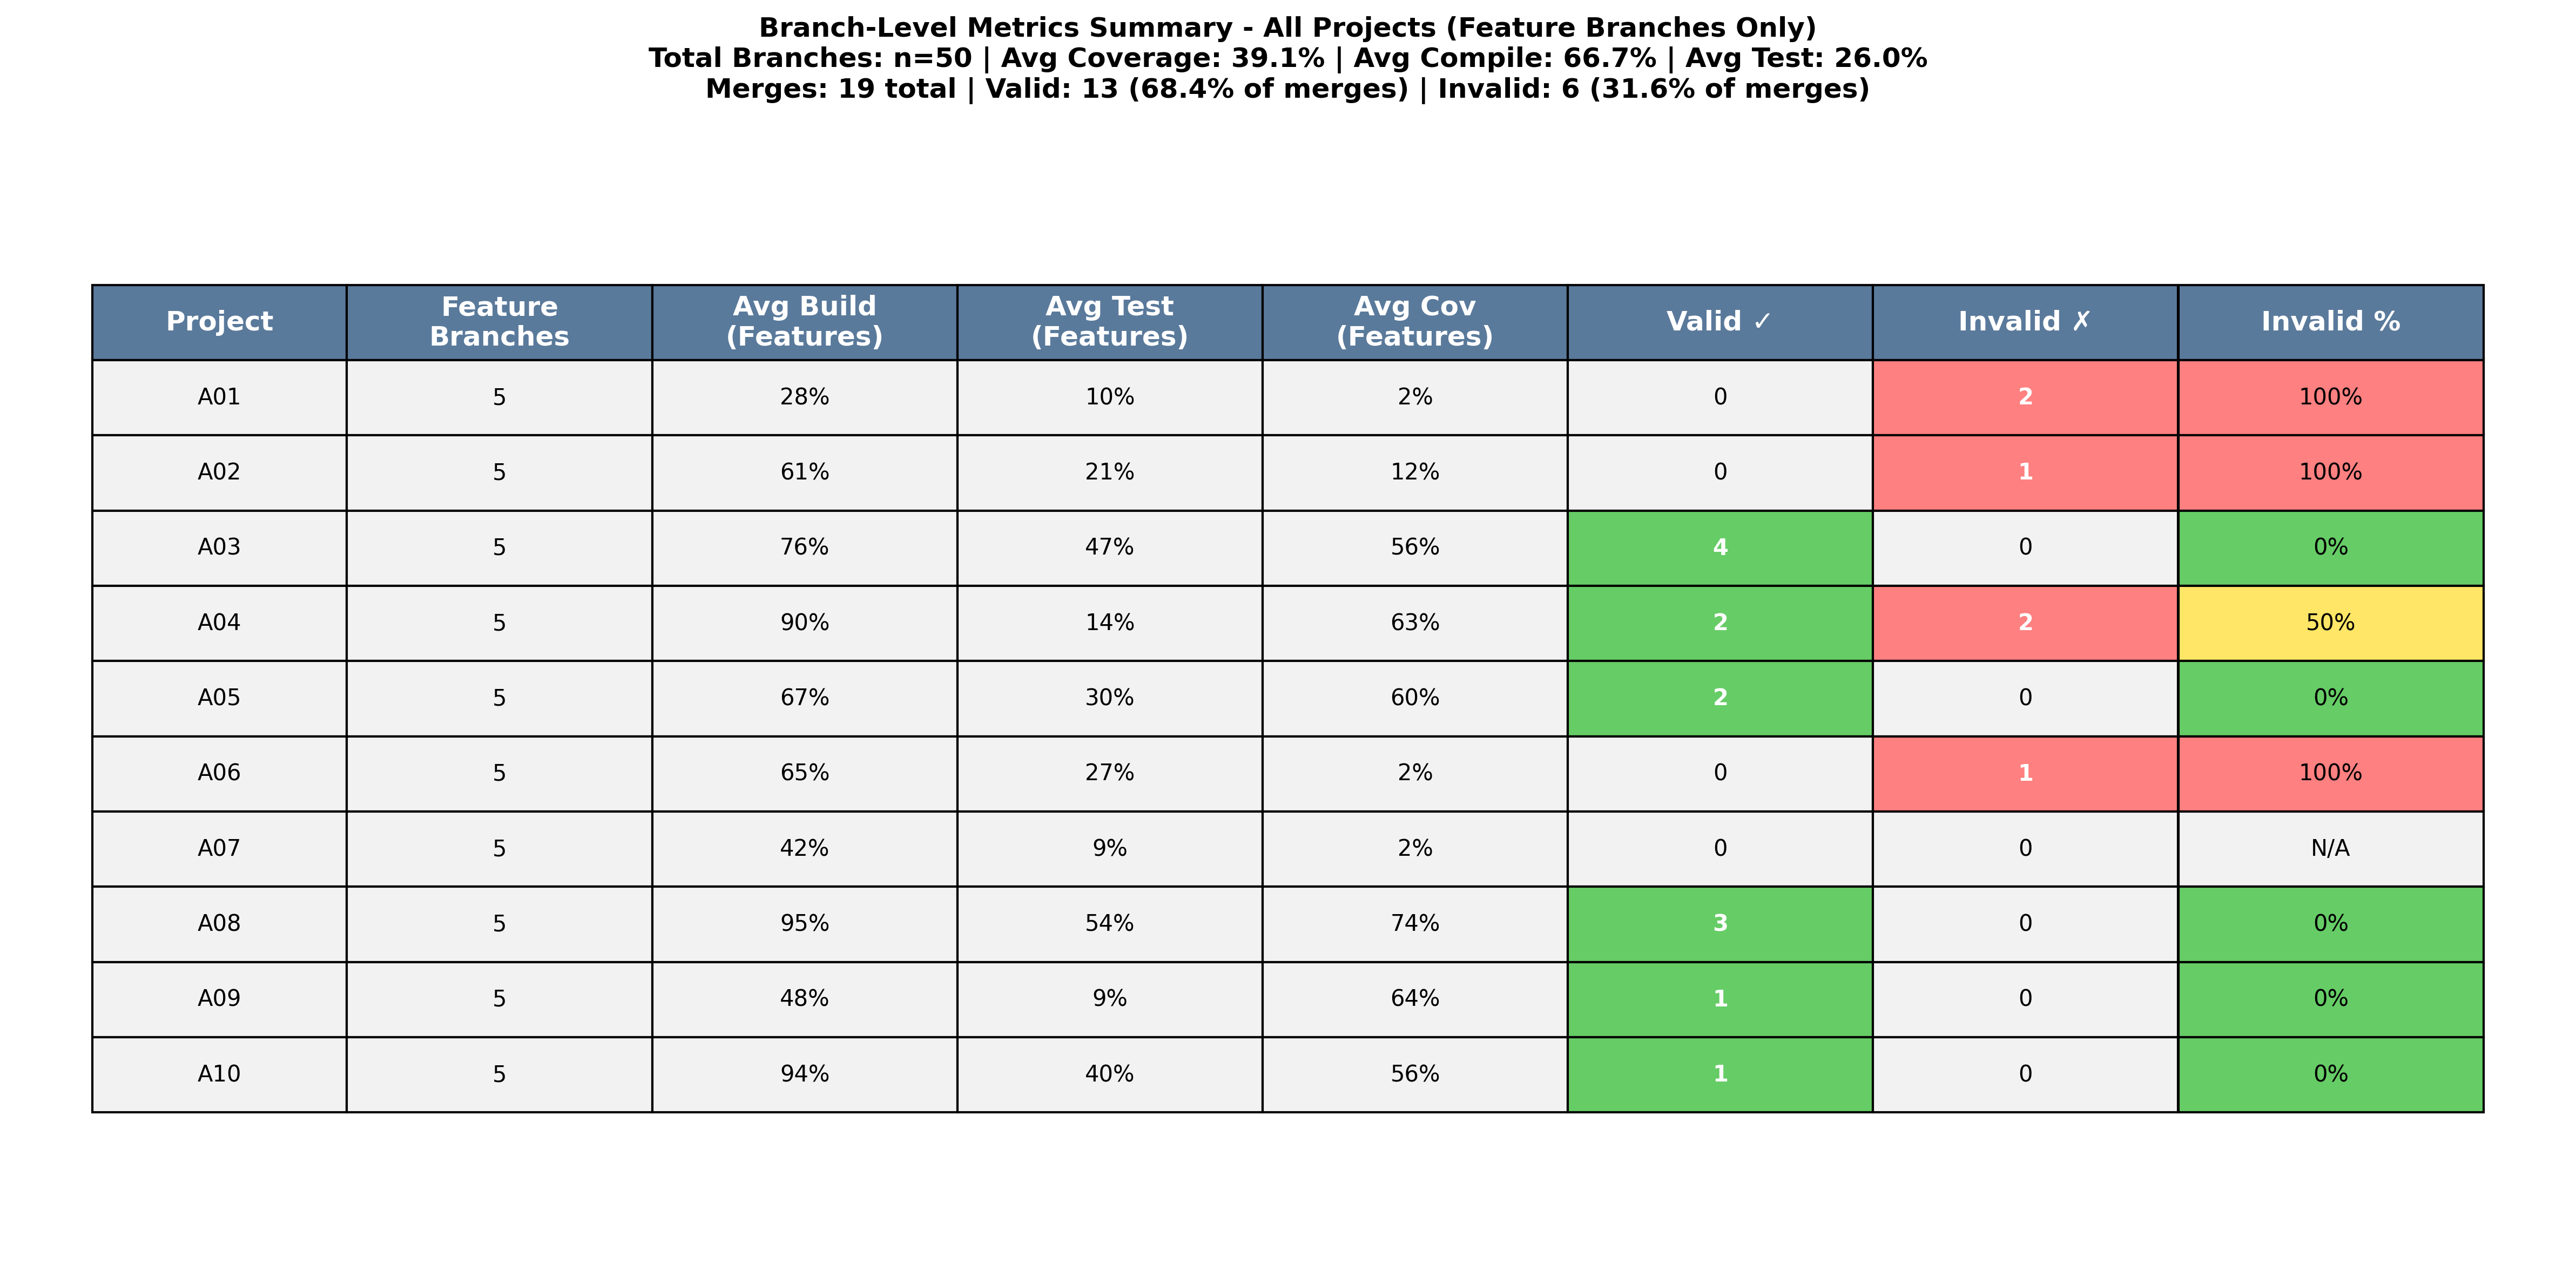 Branch-Level Metrics Summary - All Projects (Feature Branches Only)
Total Branches: n=50 | Avg Coverage: 39.1% | Avg Compile: 66.7% | Avg Test: 26.0%
Merges: 19 total | Valid: 13 (68.4% of merges) | Invalid: 6 (31.6% of merges)
Project Feature Branches Avg Build (Features) Avg Test (Features) Avg Cov (Features) Valid ✓ Invalid ✗ Invalid %
A01 5 28% 10% 2% 0 2 100%
A02 5 61% 21% 12% 0 1 100%
A03 5 76% 47% 56% 4 0 0%
A04 5 90% 14% 63% 2 2 50%
A05 5 67% 30% 60% 2 0 0%
A06 5 65% 27% 2% 0 1 100%
A07 5 42% 9% 2% 0 0 N/A
A08 5 95% 54% 74% 3 0 0%
A09 5 48% 9% 64% 1 0 0%
A10 5 94% 40% 56% 1 0 0%